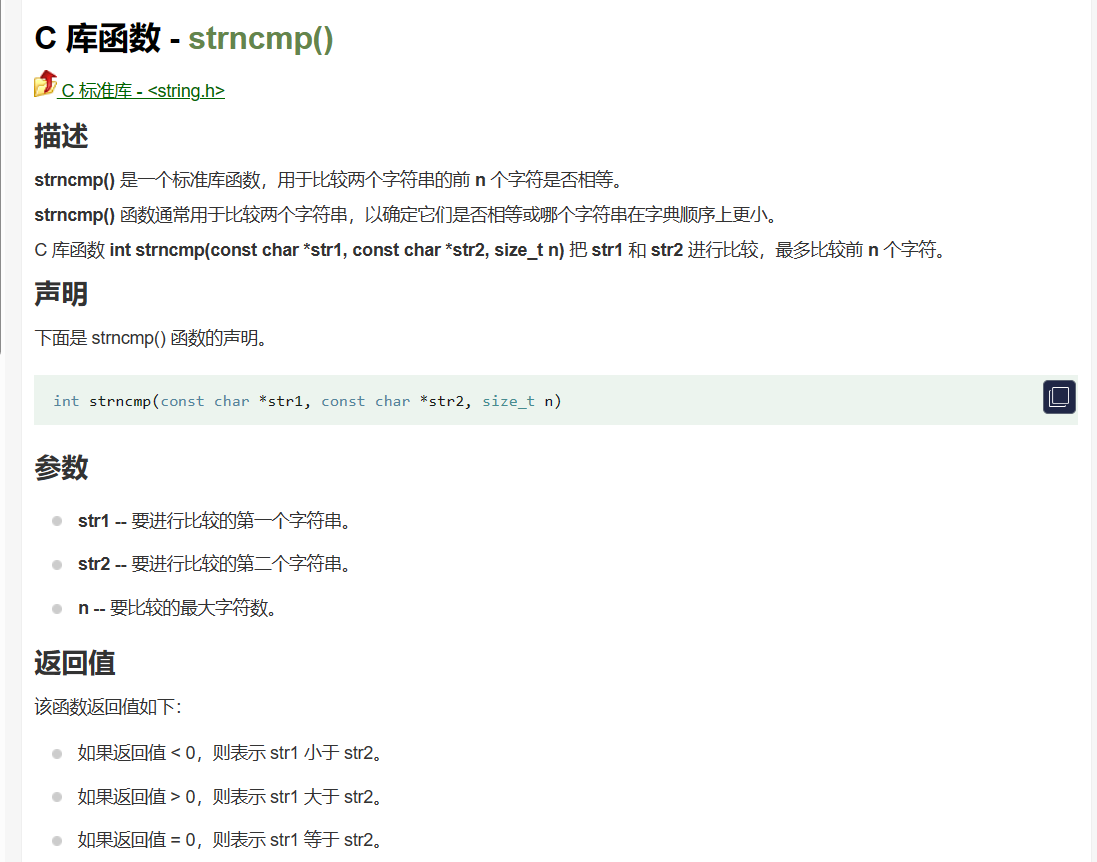 C 库函数 - strncmp()
C 标准库 - <string.h>
描述
strncmp() 是一个标准库函数，用于比较两个字符串的前 n 个字符是否相等。
strncmp() 函数通常用于比较两个字符串，以确定它们是否相等或哪个字符串在字典顺序上更小。
C 库函数 int strncmp(const char *str1, const char *str2, size_t n) 把 str1 和 str2 进行比较，最多比较前 n 个字符。
声明
下面是 strncmp() 函数的声明。
int strncmp(const char *str1, const char *str2, size_t n)
参数
str1 -- 要进行比较的第一个字符串。
str2 -- 要进行比较的第二个字符串。
n -- 要比较的最大字符数。
返回值
该函数返回值如下：
如果返回值 < 0，则表示 str1 小于 str2。
如果返回值 > 0，则表示 str1 大于 str2。
如果返回值 = 0，则表示 str1 等于 str2。